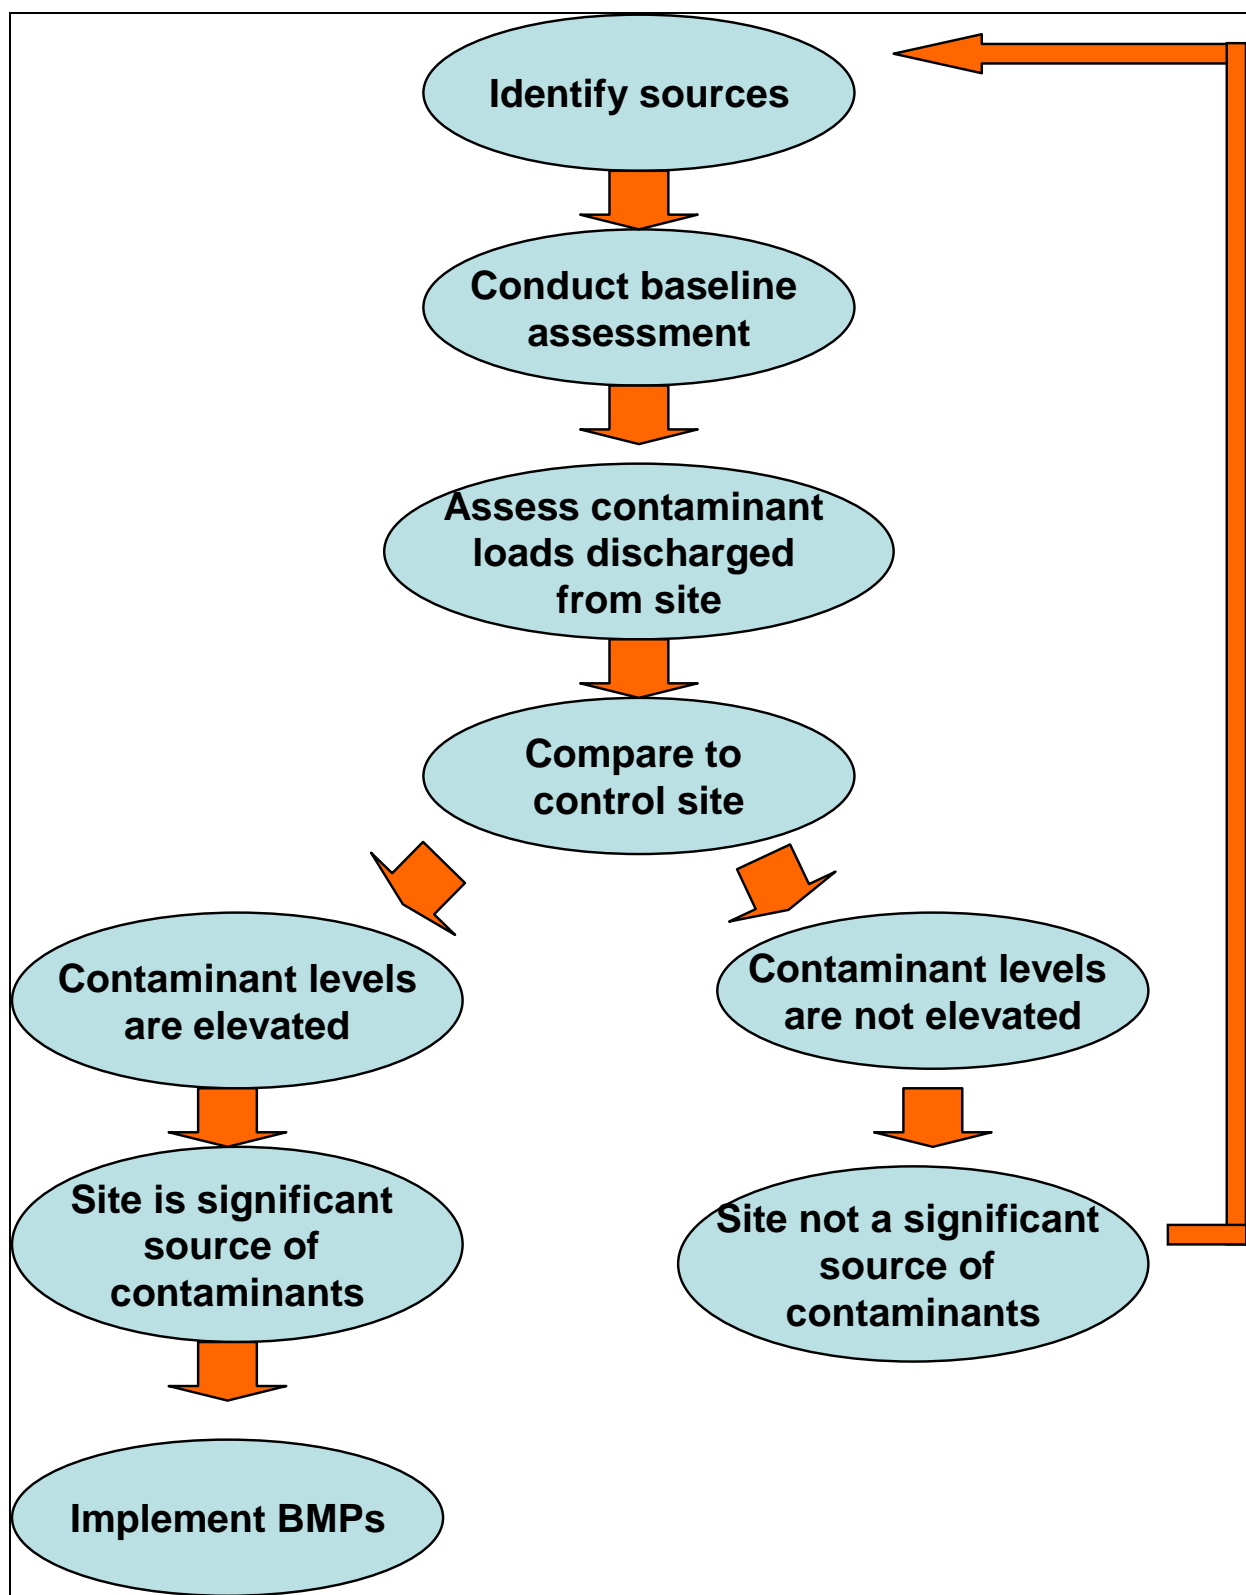 Identify sources
Conduct baseline
assessment
Assess contaminant
loads discharged
from site
Compare to
control site
Contaminant levels
are elevated
Contaminant levels
are not elevated
Site is significant
source of
contaminants
Site not a significant
source of
contaminants
Implement BMPs